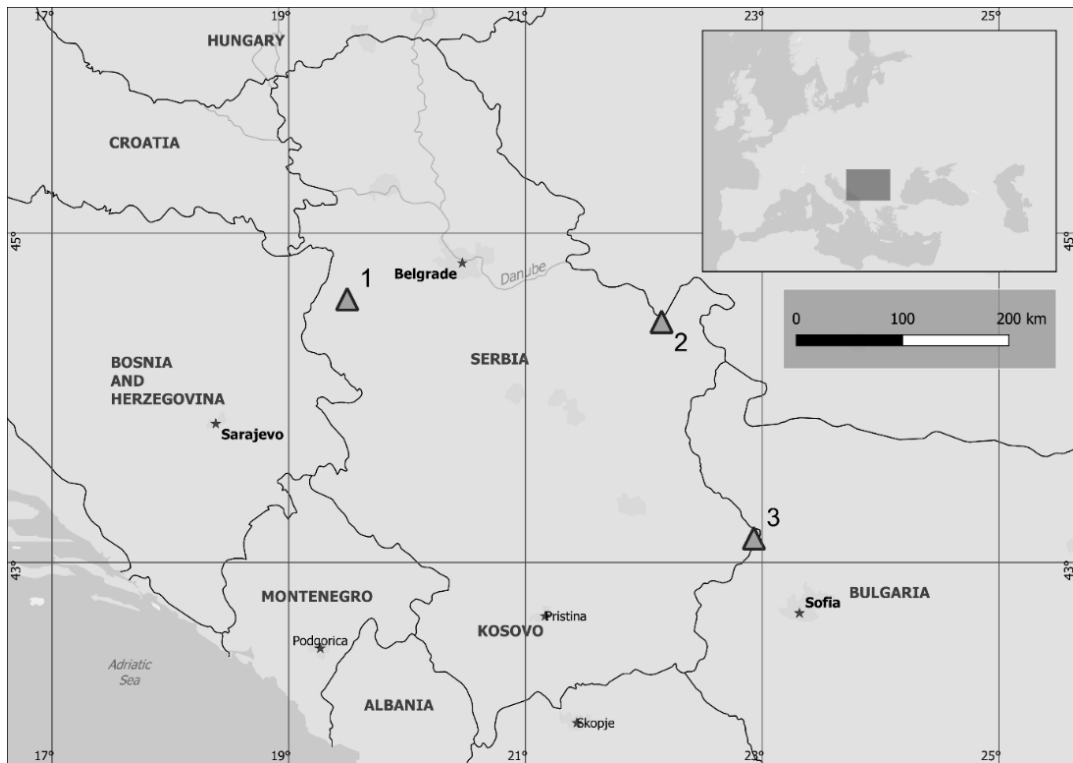 17°
19°
21°
23°
25°
HUNGARY
CROATIA
45°
45°
Belgrade
Danube
1
0
100
200 km
2
SERBIA
BOSNIA
AND
HERZEGOVINA
Sarajevo
3
43°
43°
MONTENEGRO
BULGARIA
Sofia
Pristina
KOSOVO
Podgorica
Adriatic
Sea
ALBANIA
Skopje
17°
19°
21°
23°
25°